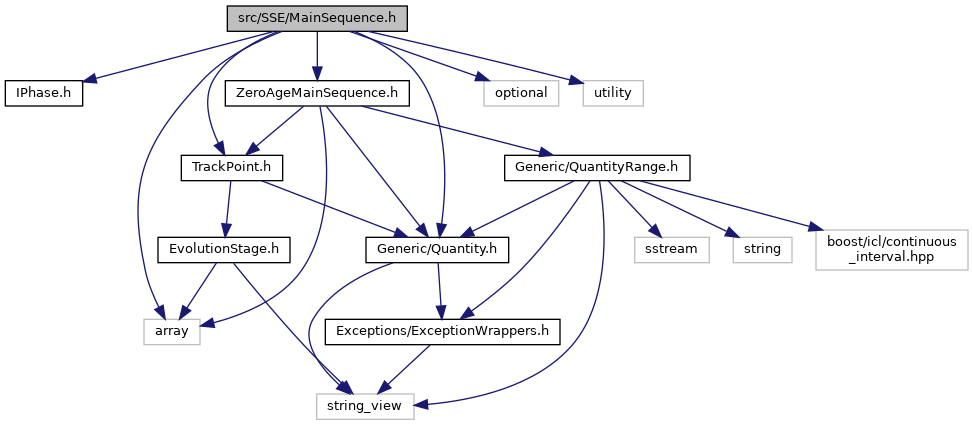 src/SSE/MainSequence.h
IPhase.h
ZeroAgeMainSequence.h
optional
utility
TrackPoint.h
Generic/QuantityRange.h
EvolutionStage.h
Generic/Quantity.h
sstream
string
boost/icl/continuous
_interval.hpp
array
Exceptions/ExceptionWrappers.h
string_view